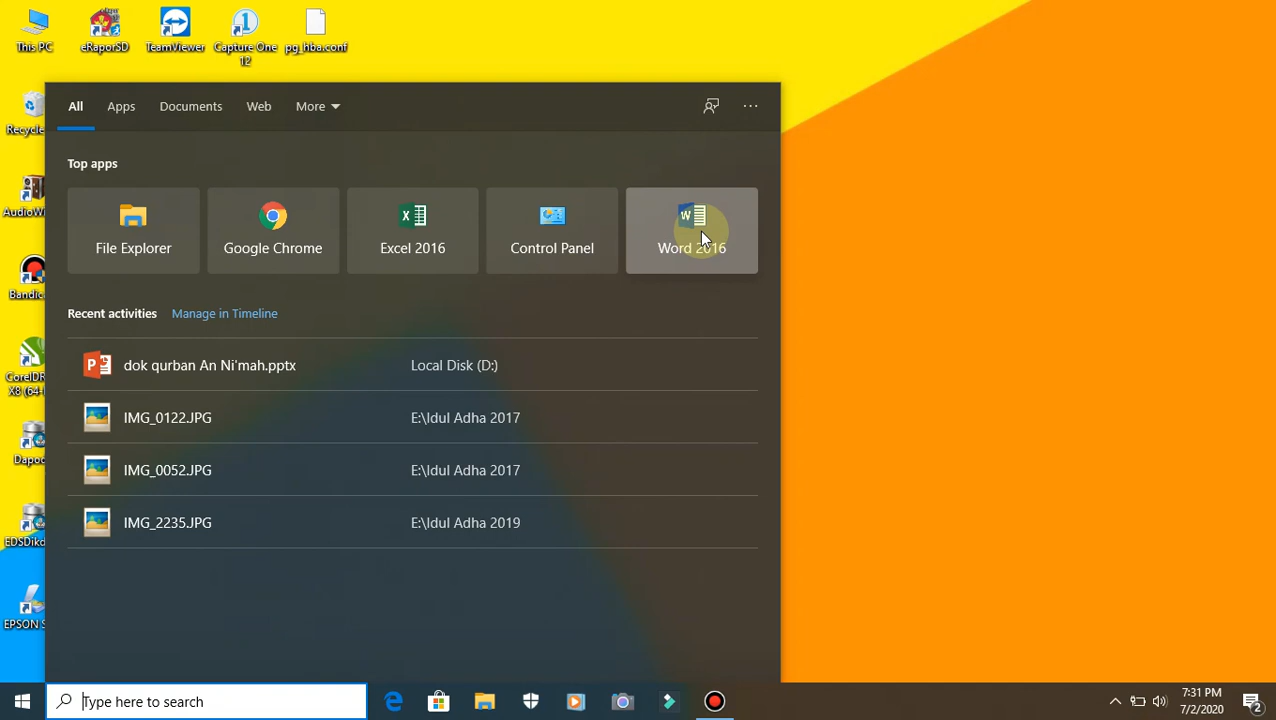 This PC
eRaporSD
TeamViewer
Capture One 12
pg_hba.conf
Recycle
AudioW
Bandic
CorelDR
X8 (64-
Dapoc
EDSDikd
EPSON S
All
Apps
Documents
Web
More
Top apps
File Explorer
Google Chrome
Excel 2016
Control Panel
Word 2016
Recent activities
Manage in Timeline
dok qurban An Ni'mah.pptx
Local Disk (D:)
IMG_0122.JPG
E:\Idul Adha 2017
IMG_0052.JPG
E:\Idul Adha 2017
IMG_2235.JPG
E:\Idul Adha 2019
Type here to search
7:31 PM
7/2/2020
2